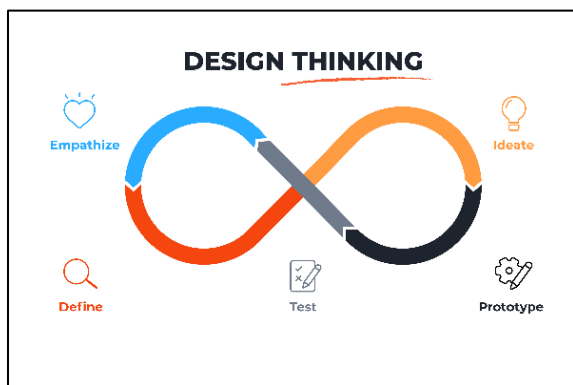 DESIGN THINKING
Empathize
Ideate
Define
Test
Prototype